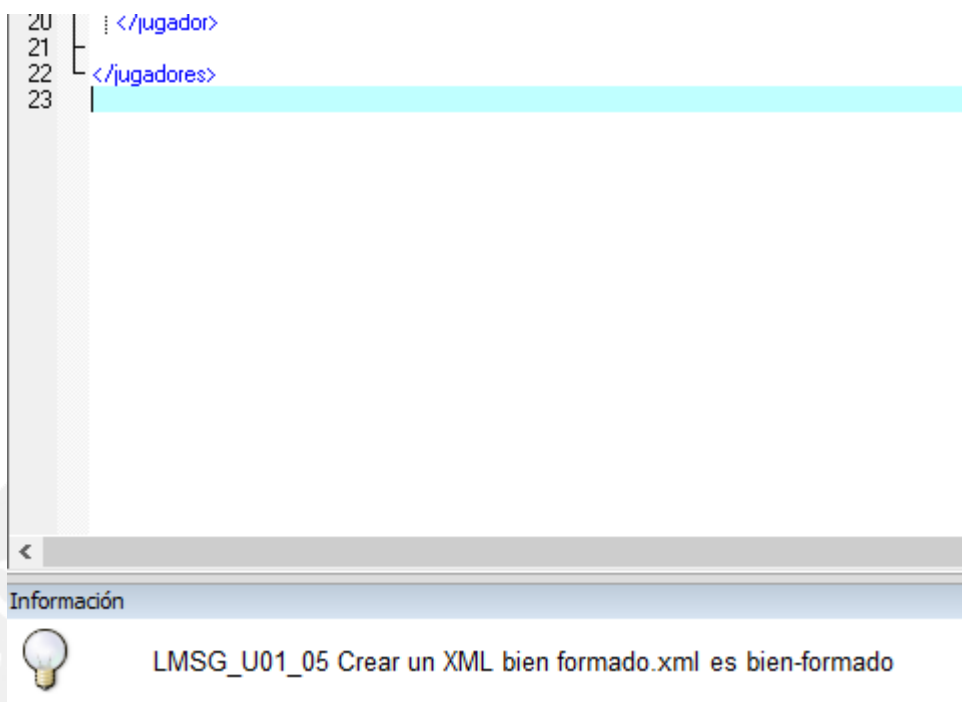 20 </jugador>
21
22 </jugadores>
23
Información
LMSG_U01_05 Crear un XML bien formado.xml es bien-formado